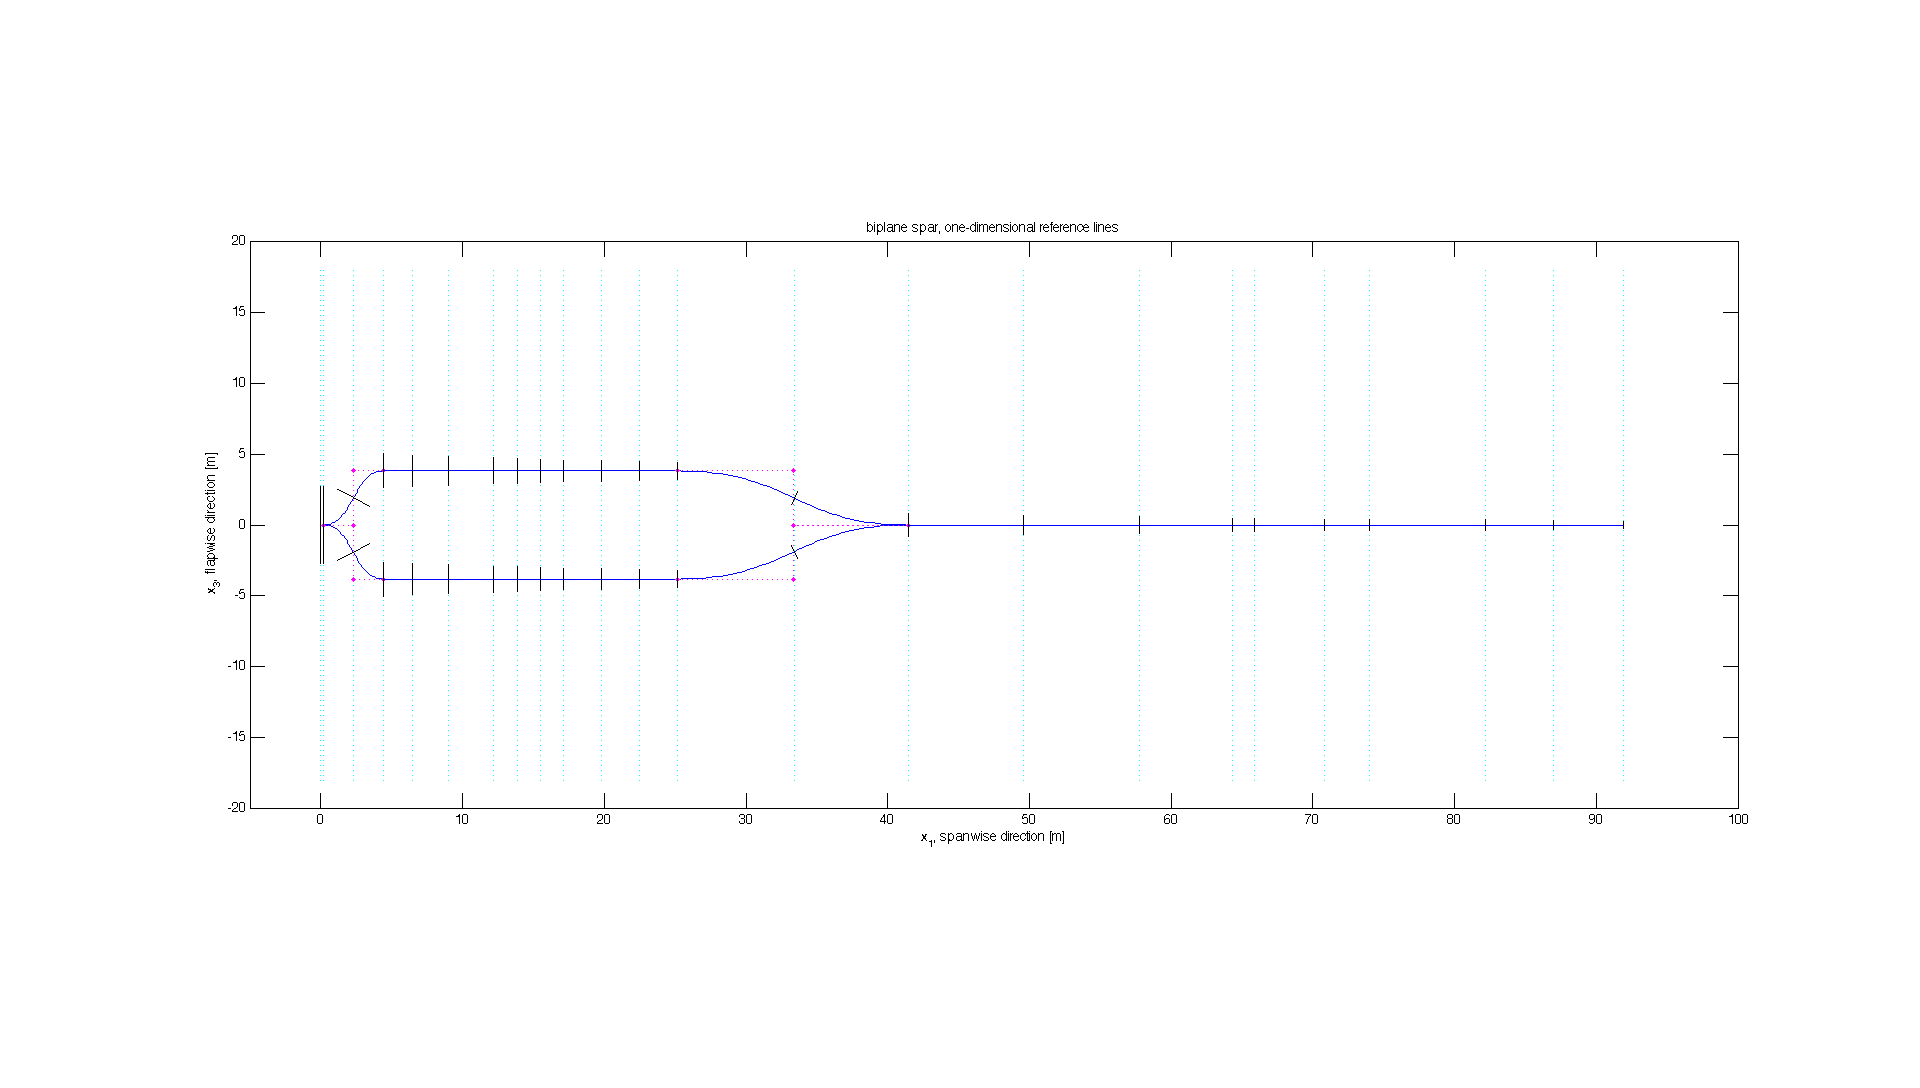 biplane spar, one-dimensional reference lines
20
15
10
5
0
-5
-10
-15
-20
x3, flapwise direction [m]
0 10 20 30 40 50 60 70 80 90 100
x1, spanwise direction [m]